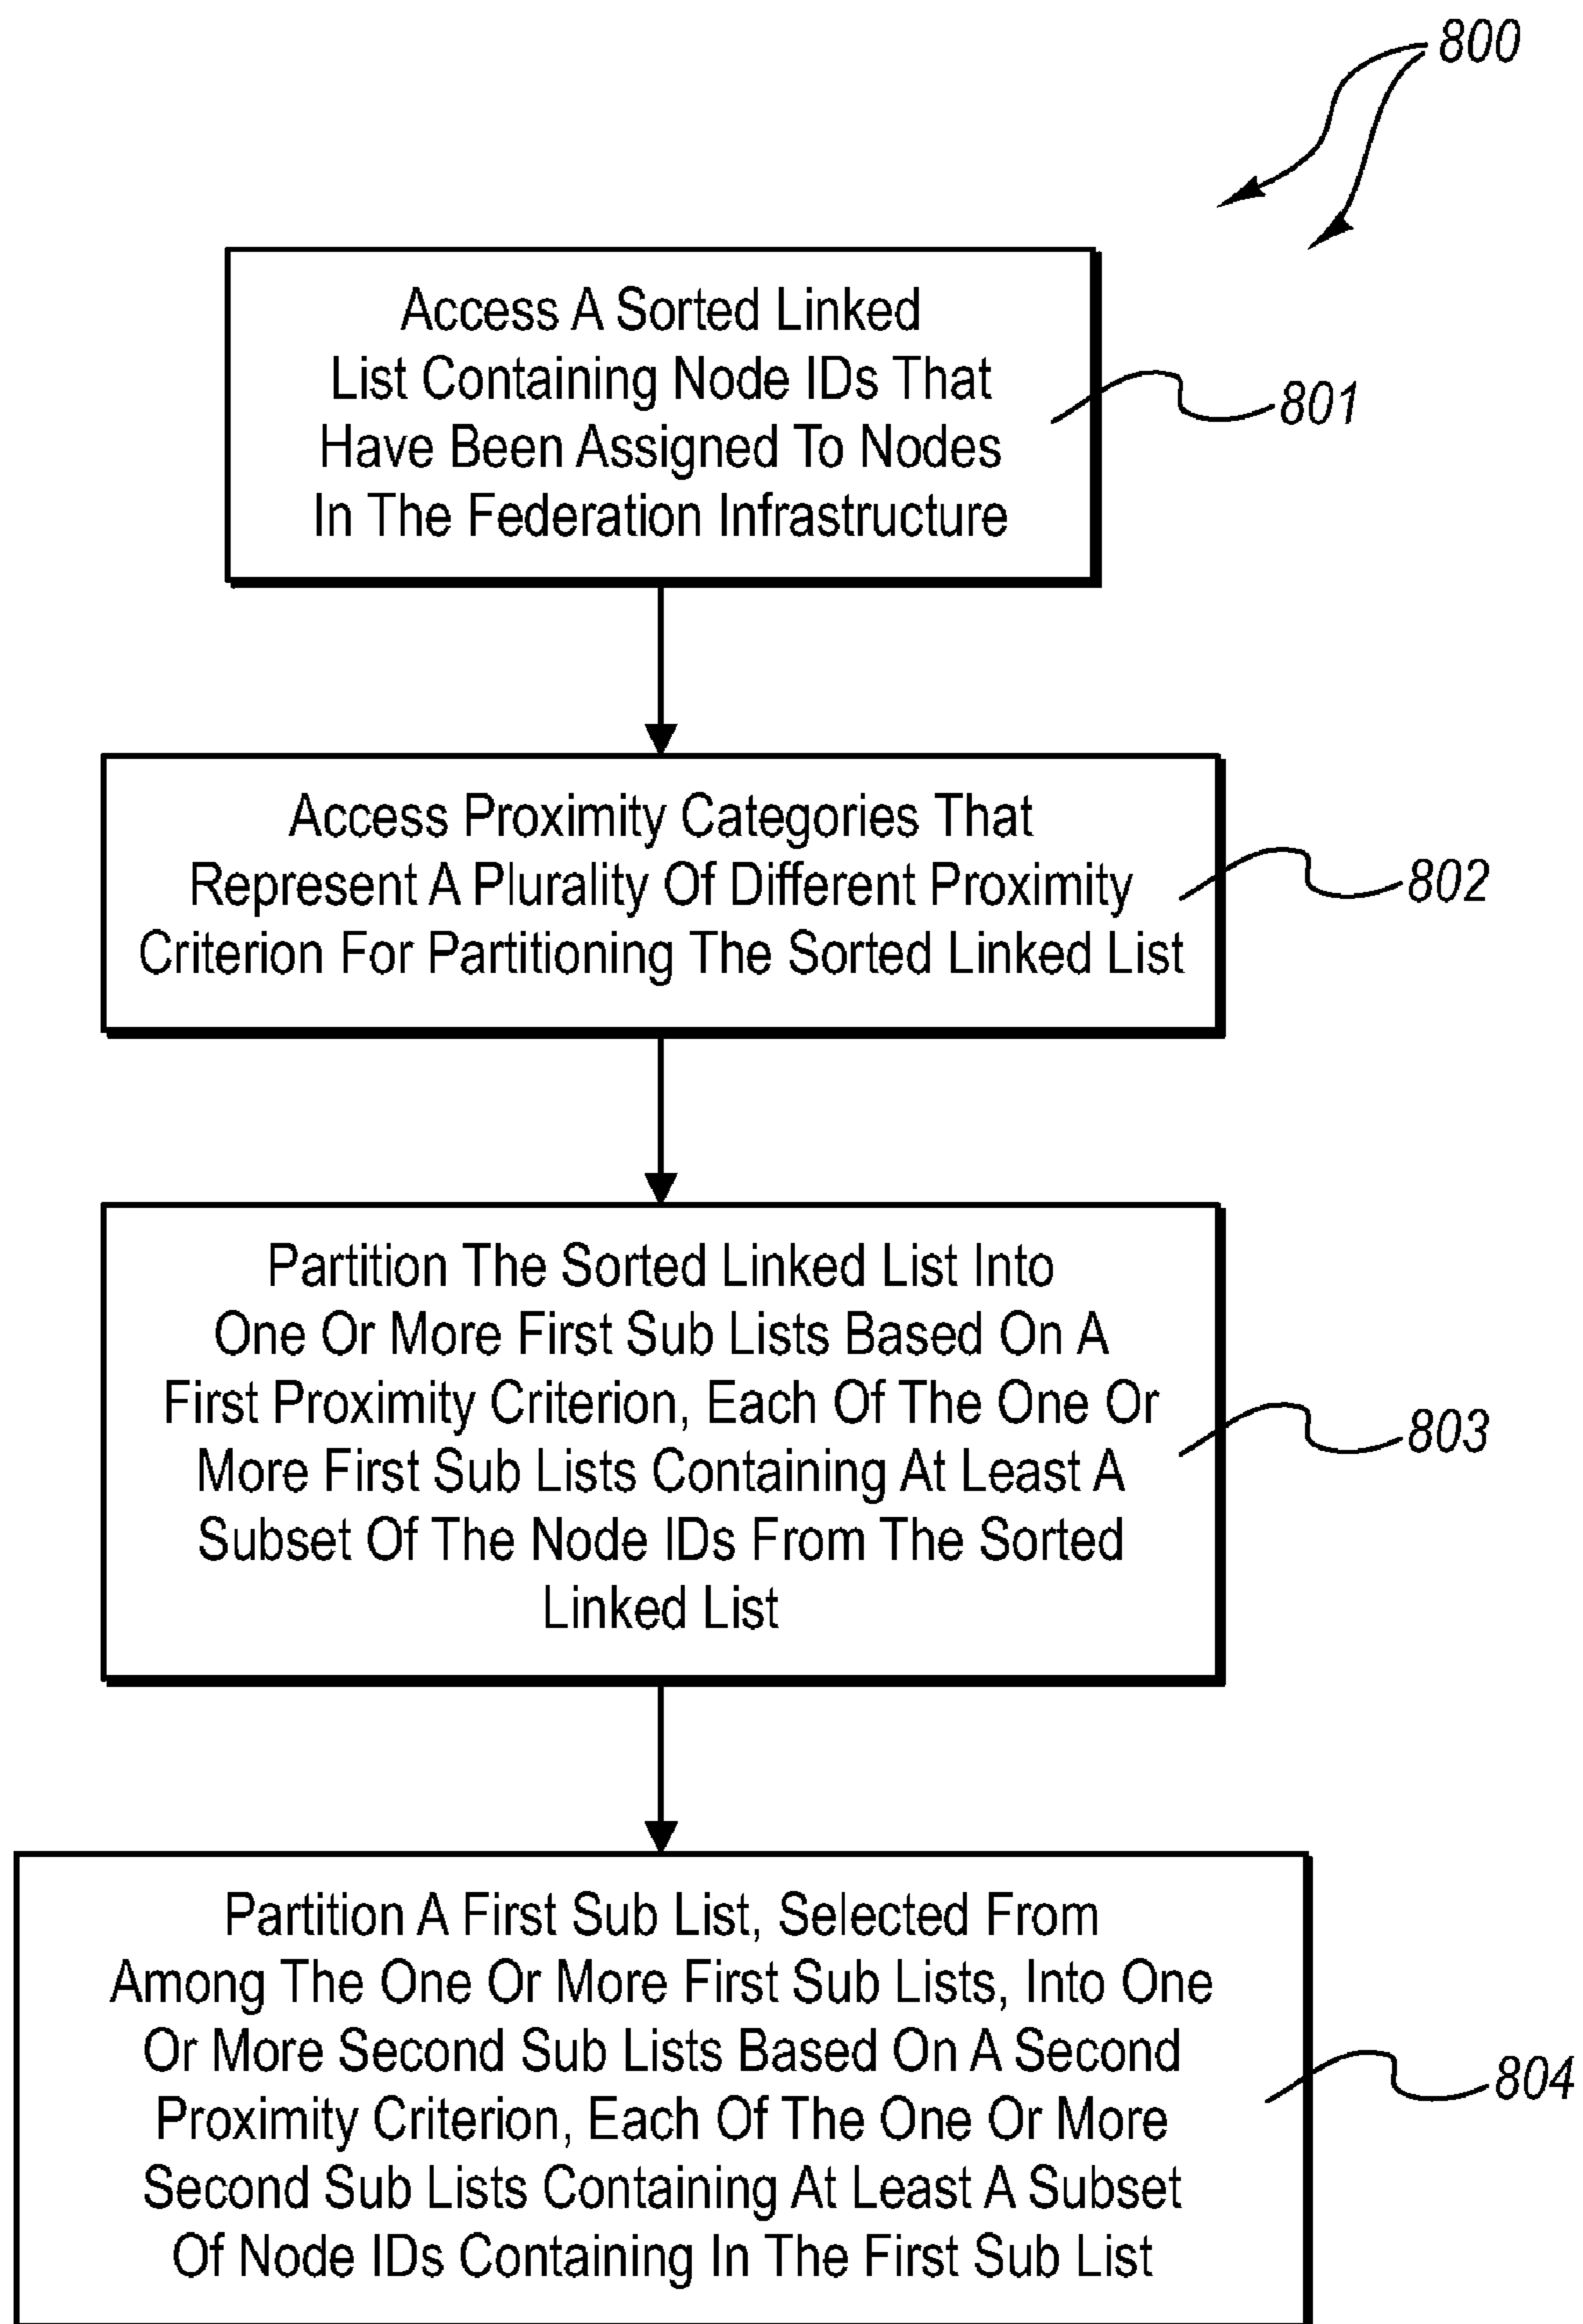 800
Access A Sorted Linked
List Containing Node IDs That
Have Been Assigned To Nodes
In The Federation Infrastructure
801
Access Proximity Categories That
Represent A Plurality Of Different Proximity
Criterion For Partitioning The Sorted Linked List
802
Partition The Sorted Linked List Into
One Or More First Sub Lists Based On A
First Proximity Criterion, Each Of The One Or
More First Sub Lists Containing At Least A
Subset Of The Node IDs From The Sorted
Linked List
803
Partition A First Sub List, Selected From
Among The One Or More First Sub Lists, Into One
Or More Second Sub Lists Based On A Second
Proximity Criterion, Each Of The One Or More
Second Sub Lists Containing At Least A Subset
Of Node IDs Containing In The First Sub List
804